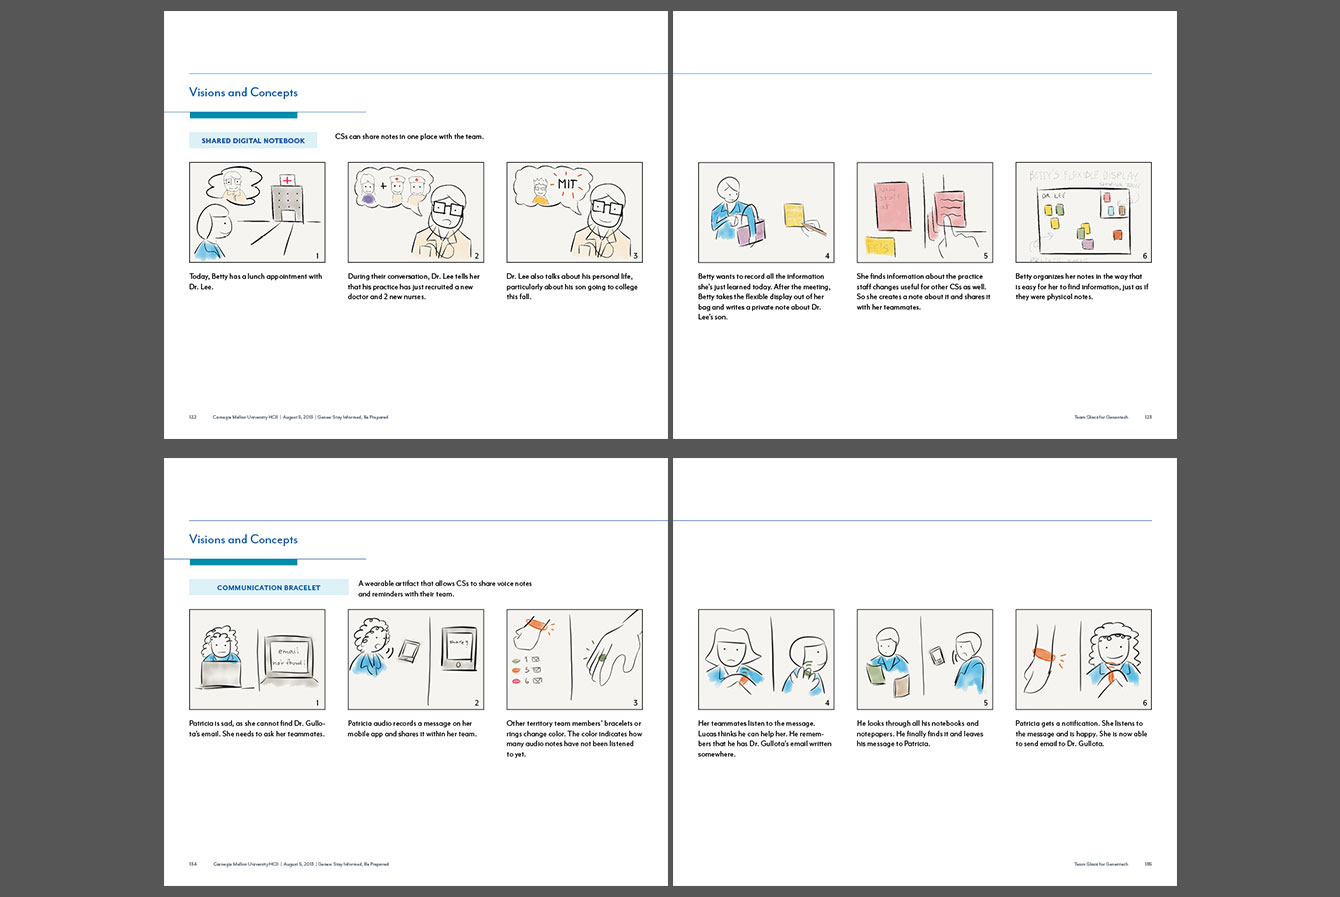 Visions and Concepts
SHARED DIGITAL NOTEBOOK
CSs can share notes in one place with the team.
1
+
2
MIT
3
Today, Betty has a lunch appointment with
Dr. Lee.
During their conversation, Dr. Lee tells her
that his practice has just recruited a new
doctor and 2 new nurses.
Dr. Lee also talks about his personal life,
particularly about his son going to college
this fall.
122
Carnegie Mellon University HCII | August 5, 2013 | Genee: Stay Informed, Be Prepared
4
5
BETTY'S FLEXIBLE DISPLAY
DR. LEE
6
Betty wants to record all the information
she's just learned today. After the meeting,
Betty takes the flexible display out of her
bag and writes a private note about Dr.
Lee's son.
She finds information about the practice
staff changes useful for other CSs as well.
So she creates a note about it and shares it
with her teammates.
Betty organizes her notes in the way that
is easy for her to find information, just as if
they were physical notes.
Team Glaca for Genentech
123
Visions and Concepts
COMMUNICATION BRACELET
A wearable artifact that allows CSs to share voice notes
and reminders with their team.
email
not found!
1
share?
2
1
3
6
3
Patricia is sad, as she cannot find Dr. Gullo-
ta's email. She needs to ask her teammates.
Patricia audio records a message on her
mobile app and shares it within her team.
Other territory team members' bracelets or
rings change color. The color indicates how
many audio notes have not been listened
to yet.
134
Carnegie Mellon University HCII | August 5, 2013 | Genee: Stay Informed, Be Prepared
4
5
6
Her teammates listen to the message.
Lucas thinks he can help her. He remem-
bers that he has Dr. Gullota's email written
somewhere.
He looks through all his notebooks and
notepapers. He finally finds it and leaves
his message to Patricia.
Patricia gets a notification. She listens to
the message and is happy. She is now able
to send email to Dr. Gullota.
Team Glaca for Genentech
135